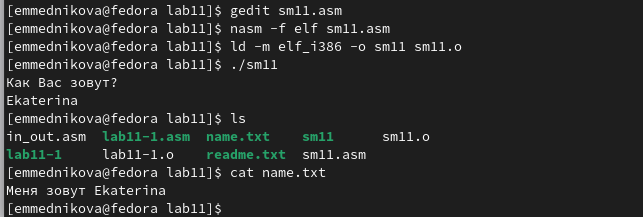 [emmednikova@fedora lab11]$ gedit sm11.asm
[emmednikova@fedora lab11]$ nasm -f elf sm11.asm
[emmednikova@fedora lab11]$ ld -m elf_i386 -o sm11 sm11.o
[emmednikova@fedora lab11]$ ./sm11
Как Вас зовут?
Ekaterina
[emmednikova@fedora lab11]$ ls
in_out.asm lab11-1.asm name.txt sm11 sm11.o
lab11-1 lab11-1.o readme.txt sm11.asm
[emmednikova@fedora lab11]$ cat name.txt
Меня зовут Ekaterina
[emmednikova@fedora lab11]$